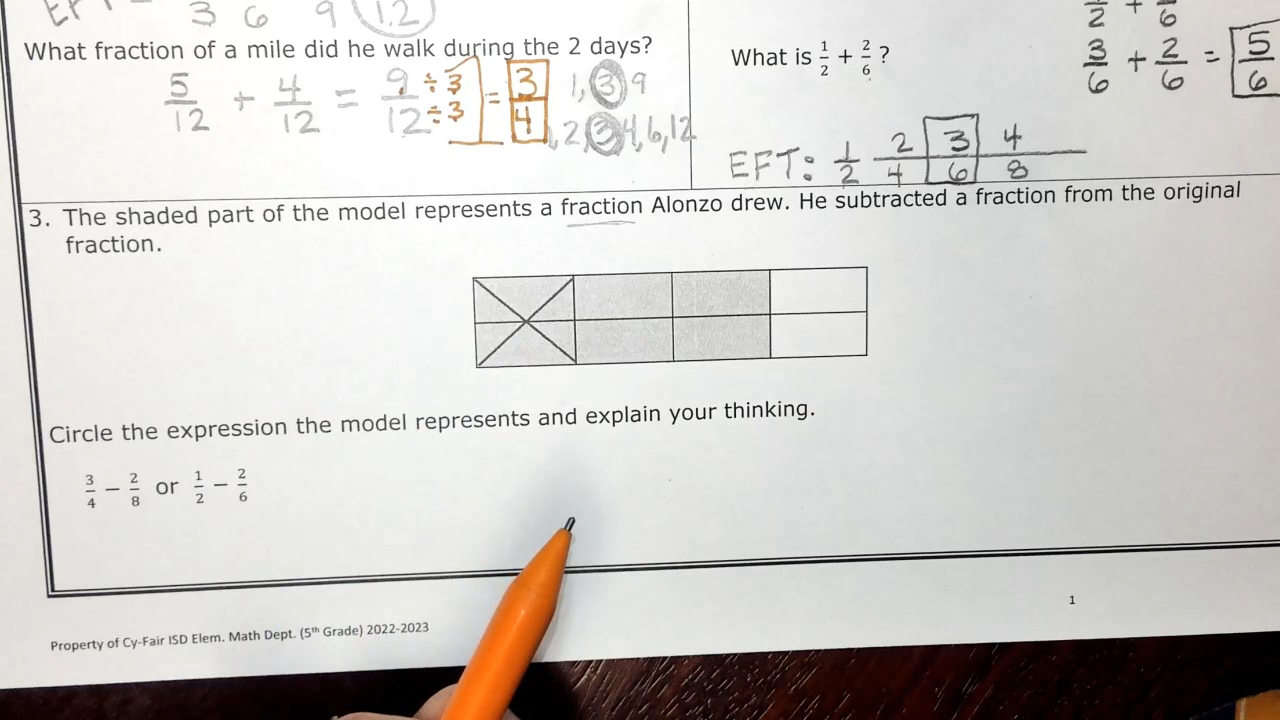 3 6 9 12
What fraction of a mile did he walk during the 2 days?
5/12 + 4/12 = 9/12 ÷3/÷3 = 3/4
1, 3, 9
1, 2, 3, 4, 6, 12
2 + 6
What is 1/2 + 2/6 ?
3/6 + 2/6 = 5/6
EFT: 1/2 2/4 3/6 4/8
3. The shaded part of the model represents a fraction Alonzo drew. He subtracted a fraction from the original
fraction.
Circle the expression the model represents and explain your thinking.
3/4 − 2/8 or 1/2 − 2/6
1
Property of Cy-Fair ISD Elem. Math Dept. (5th Grade) 2022-2023